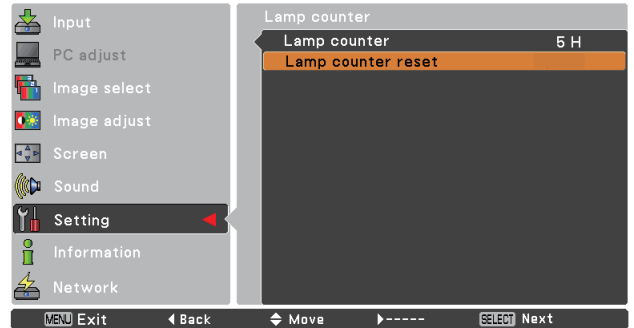 Input
PC adjust
Image select
Image adjust
Screen
Sound
Setting
Information
Network
Lamp counter
Lamp counter 5 H
Lamp counter reset
MENU Exit Back Move ----- SELECT Next